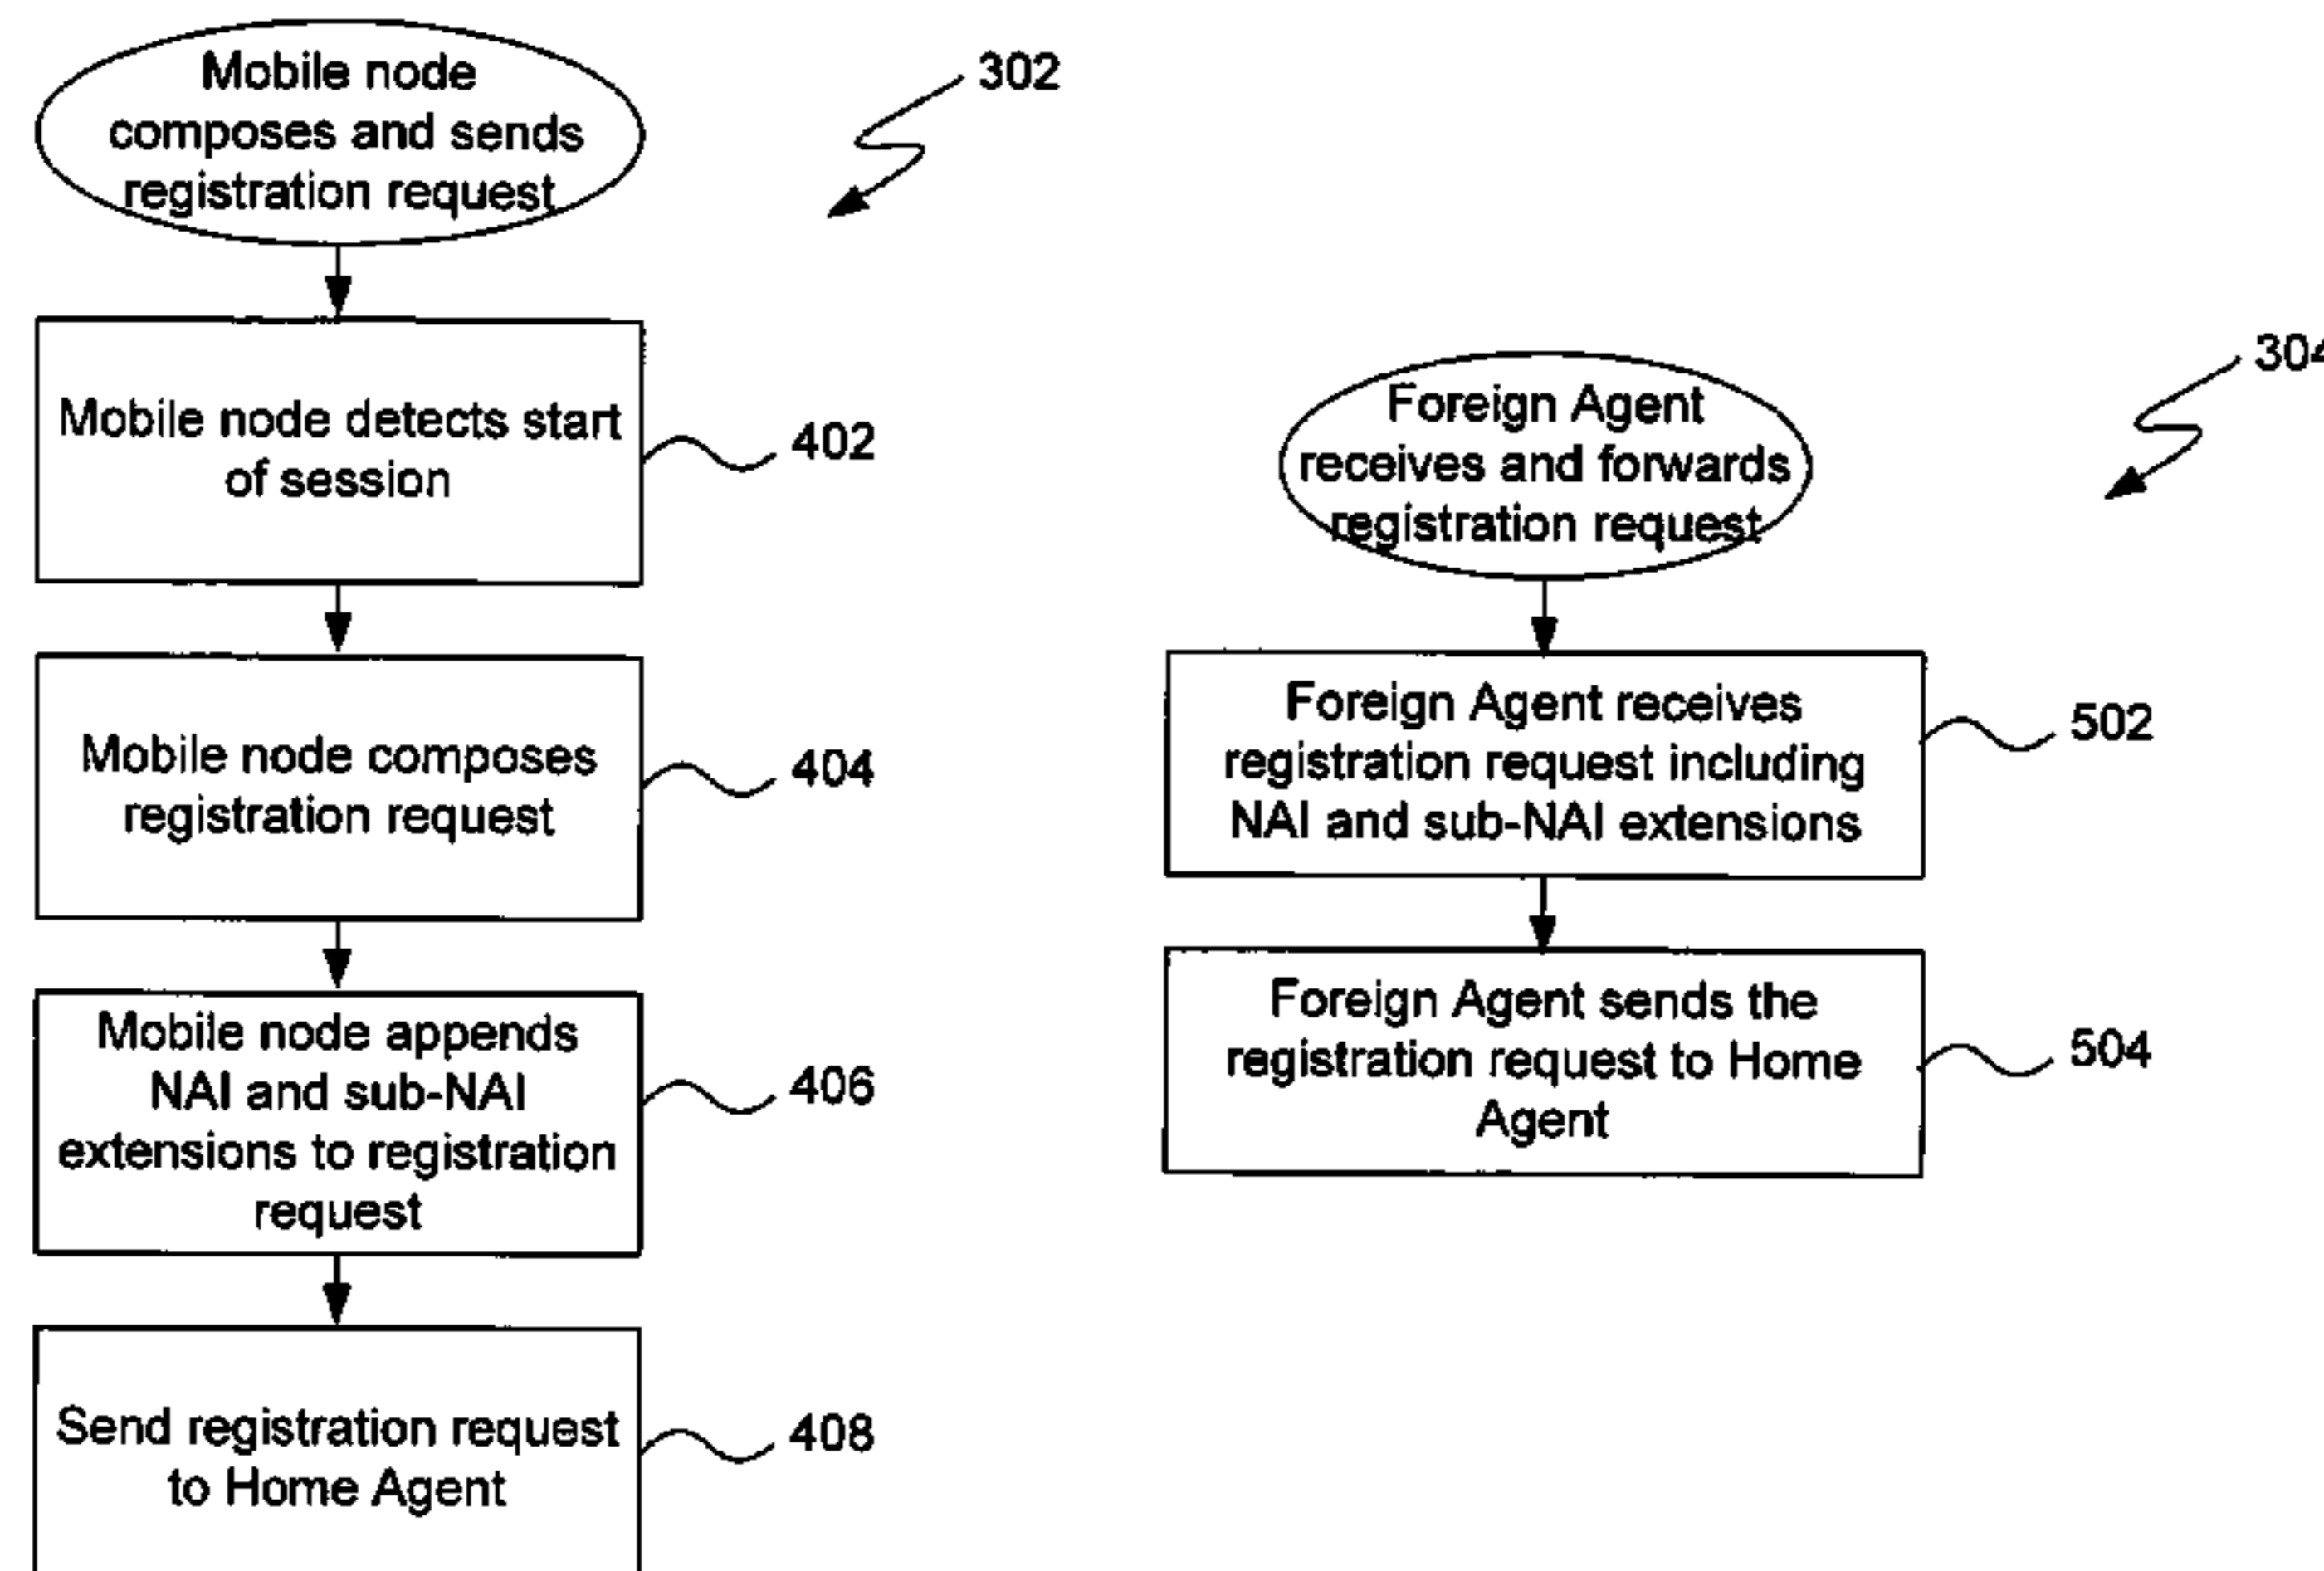 Mobile node
composes and sends
registration request
302
Mobile node detects start
of session
402
Mobile node composes
registration request
404
Mobile node appends
NAI and sub-NAI
extensions to registration
request
406
Send registration request
to Home Agent
408
Foreign Agent
receives and forwards
registration request
304
Foreign Agent receives
registration request including
NAI and sub-NAI extensions
502
Foreign Agent sends the
registration request to Home
Agent
504